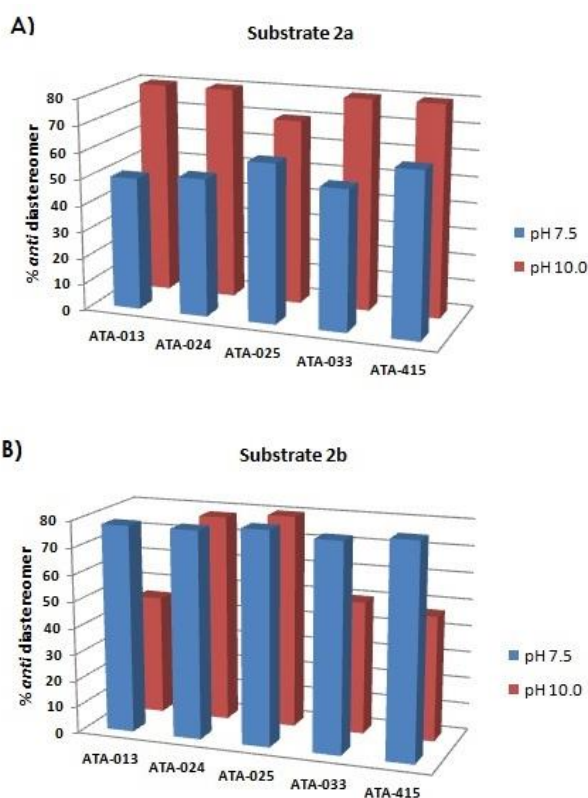 A)
Substrate 2a
80
70
60
50
40
30
20
10
0
% anti diastereomer
ATA-013
ATA-024
ATA-025
ATA-033
ATA-415
pH 7.5
pH 10.0
B)
Substrate 2b
80
70
60
50
40
30
20
10
0
% anti diastereomer
ATA-013
ATA-024
ATA-025
ATA-033
ATA-415
pH 7.5
pH 10.0